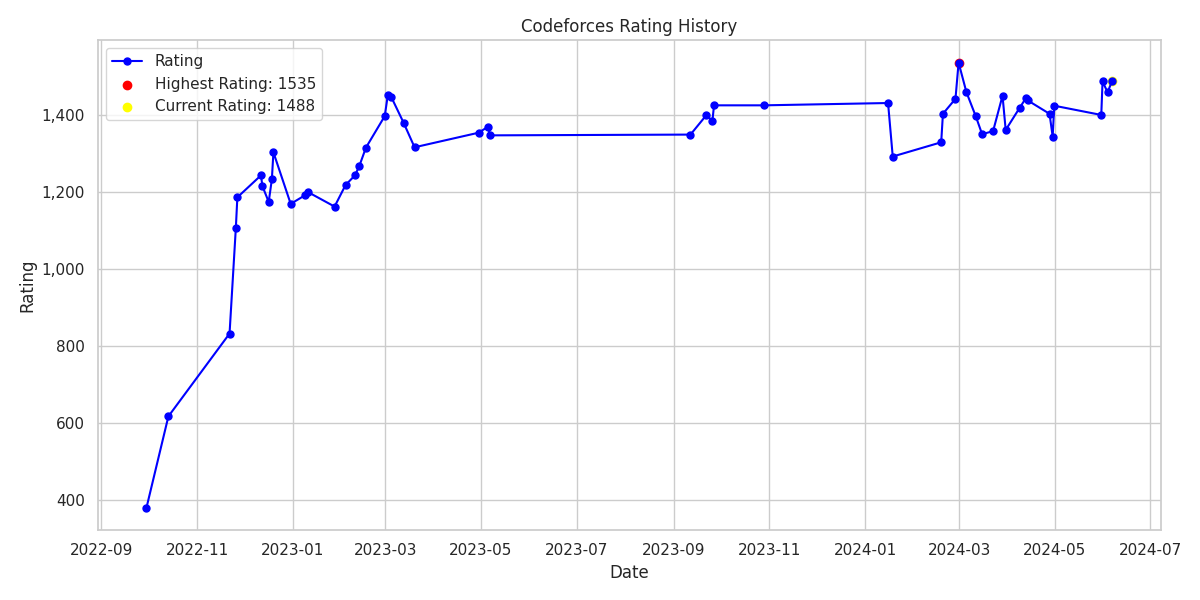 Codeforces Rating History
Rating
Highest Rating: 1535
Current Rating: 1488
Rating
1,400
1,200
1,000
800
600
400
2022-09 2022-11 2023-01 2023-03 2023-05 2023-07 2023-09 2023-11 2024-01 2024-03 2024-05 2024-07
Date